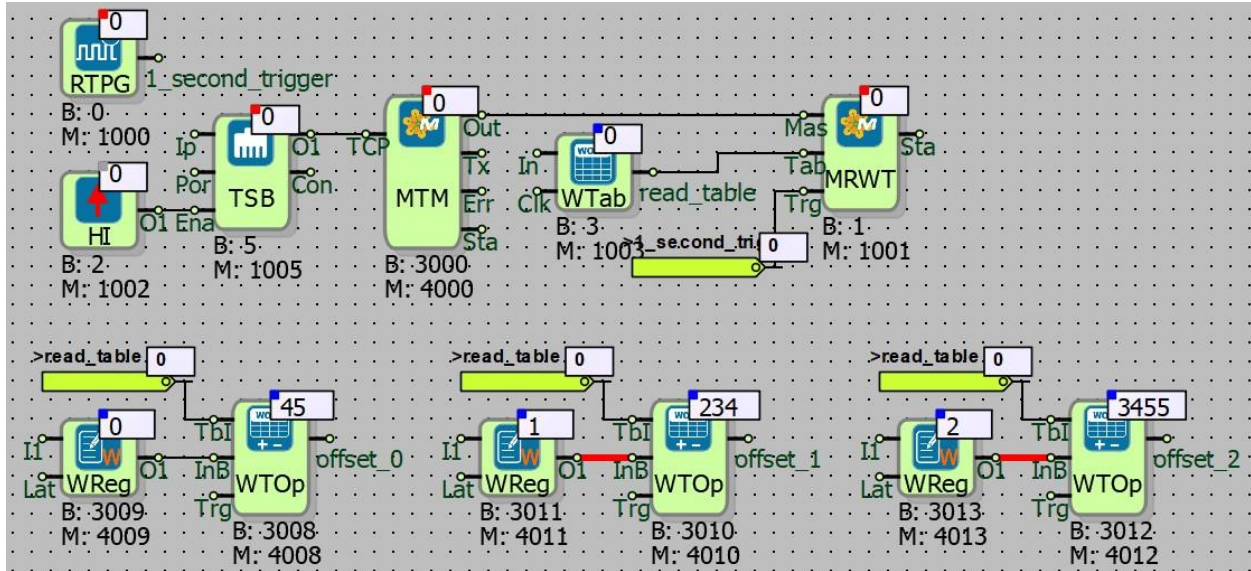 0
RTPG
1_second_trigger
B: 0
M: 1000
0
HI
O1
B: 2
M: 1002
0
Ip
Por
Ena
TSB
O1
Con
B: 5
M: 1005
0
TCP
MTM
Out
Tx
Err
Sta
B: 3000
M: 4000
0
In
Clk
WTab
read_table
B: 3
M: 1003
0
0
Mas
Tab
Trg
MRWT
Sta
B: 1
M: 1001
>read_table
0
0
I1
Lat
WReg
O1
B: 3009
M: 4009
45
TbI
InB
Trg
WTOp
offset_0
B: 3008
M: 4008
>read_table
0
1
I1
Lat
WReg
O1
B: 3011
M: 4011
234
TbI
InB
Trg
WTOp
offset_1
B: 3010
M: 4010
>read_table
0
2
I1
Lat
WReg
O1
B: 3013
M: 4013
3455
TbI
InB
Trg
WTOp
offset_2
B: 3012
M: 4012